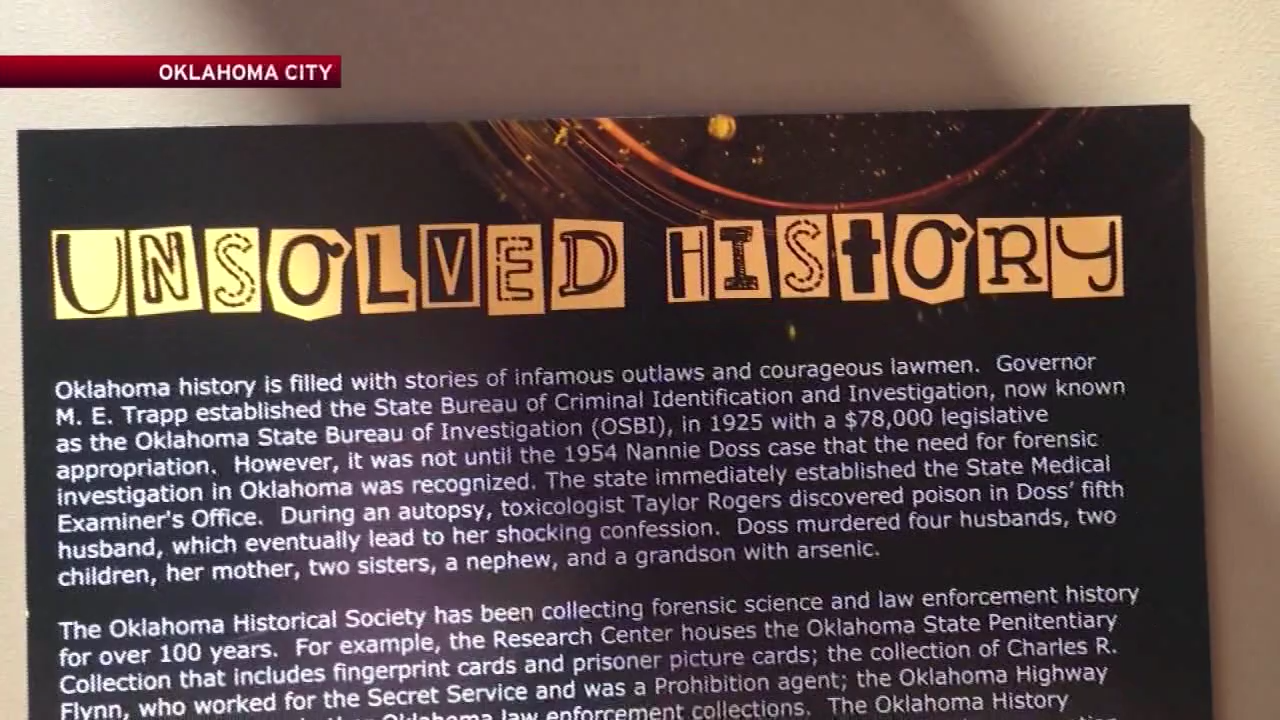 OKLAHOMA CITY
UNSOLVED HISTORY
Oklahoma history is filled with stories of infamous outlaws and courageous lawmen. Governor
M. E. Trapp established the State Bureau of Criminal Identification and Investigation, now known
as the Oklahoma State Bureau of Investigation (OSBI), in 1925 with a $78,000 legislative
appropriation. However, it was not until the 1954 Nannie Doss case that the need for forensic
investigation in Oklahoma was recognized. The state immediately established the State Medical
Examiner's Office. During an autopsy, toxicologist Taylor Rogers discovered poison in Doss' fifth
husband, which eventually lead to her shocking confession. Doss murdered four husbands, two
children, her mother, two sisters, a nephew, and a grandson with arsenic.
The Oklahoma Historical Society has been collecting forensic science and law enforcement history
for over 100 years. For example, the Research Center houses the Oklahoma State Penitentiary
Collection that includes fingerprint cards and prisoner picture cards; the collection of Charles R.
Flynn, who worked for the Secret Service and was a Prohibition agent; the Oklahoma Highway
Oklahoma law enforcement collections. The Oklahoma History